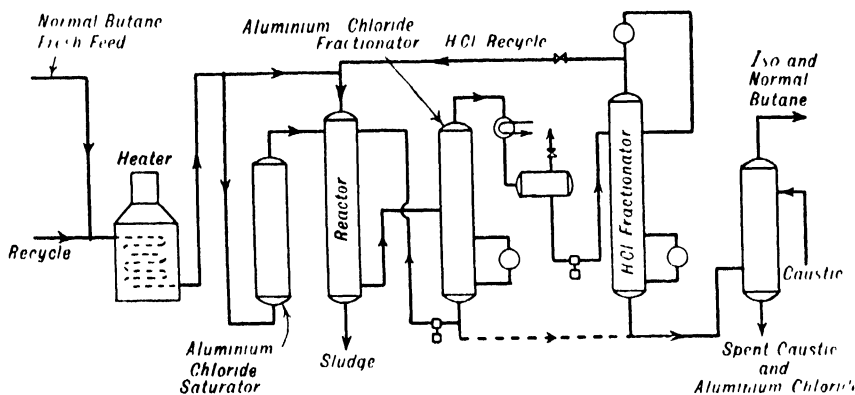 Normal Butane
Fresh Feed
Aluminium Chloride
Fractionator
HCl Recycle
Iso and
Normal
Butane
Heater
Reactor
HCl Fractionator
Recycle
Caustic
Aluminium
Chloride
Saturator
Sludge
Spent Caustic
and
Aluminium Chloride